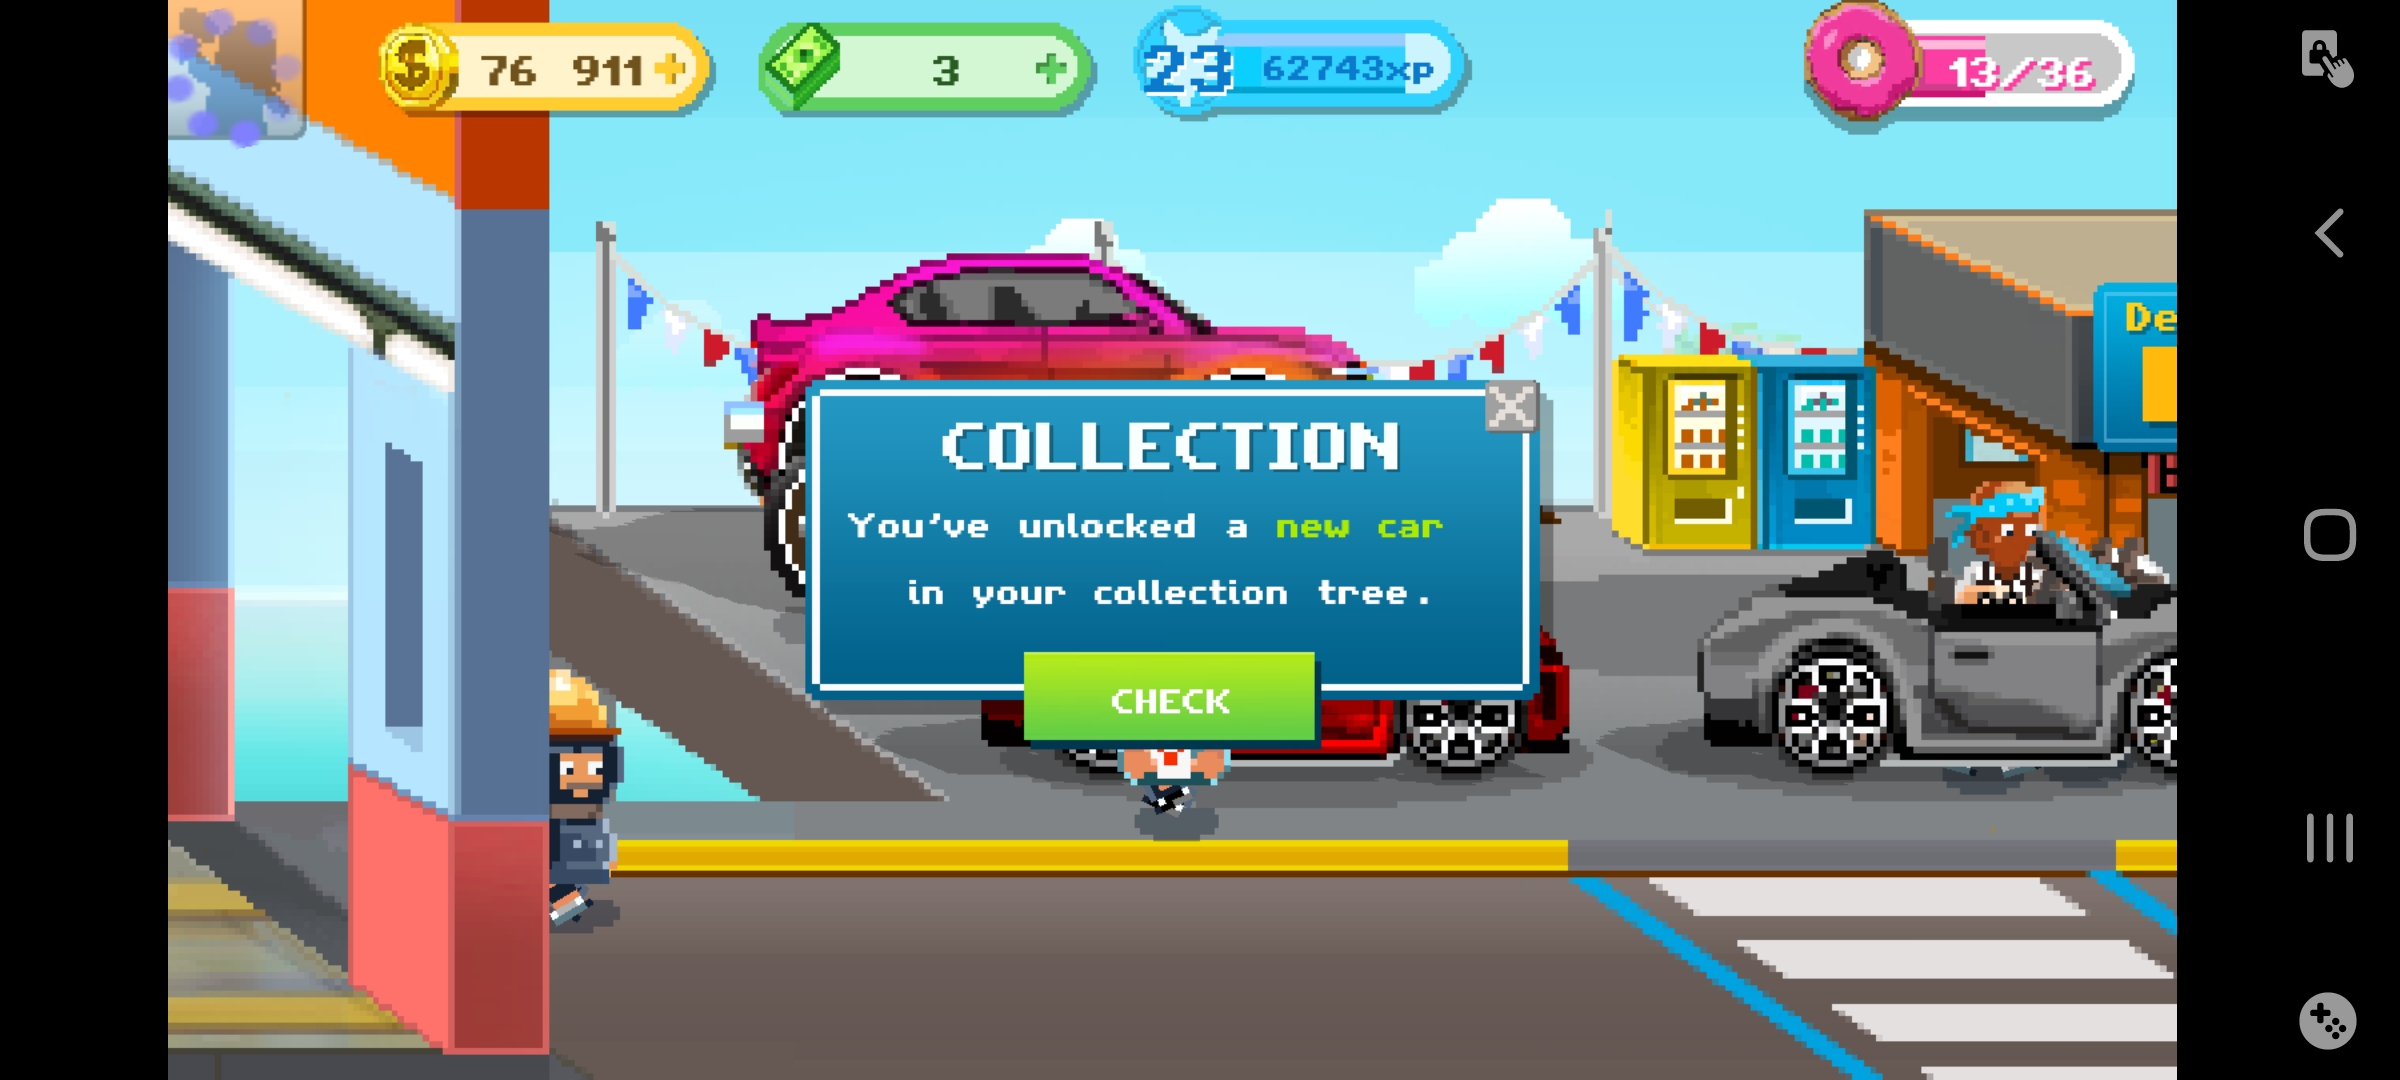 76 911 +
3 +
23 62743xp
13/36
De
COLLECTION
You've unlocked a new car
in your collection tree.
CHECK